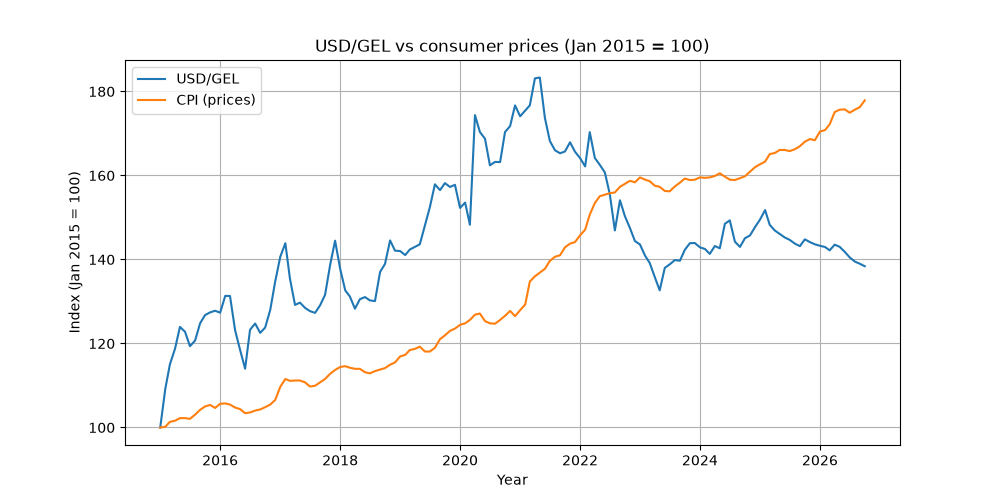 USD/GEL vs consumer prices (Jan 2015 = 100)
USD/GEL
CPI (prices)
Index (Jan 2015 = 100)
180
160
140
120
100
2016 2018 2020 2022 2024 2026
Year